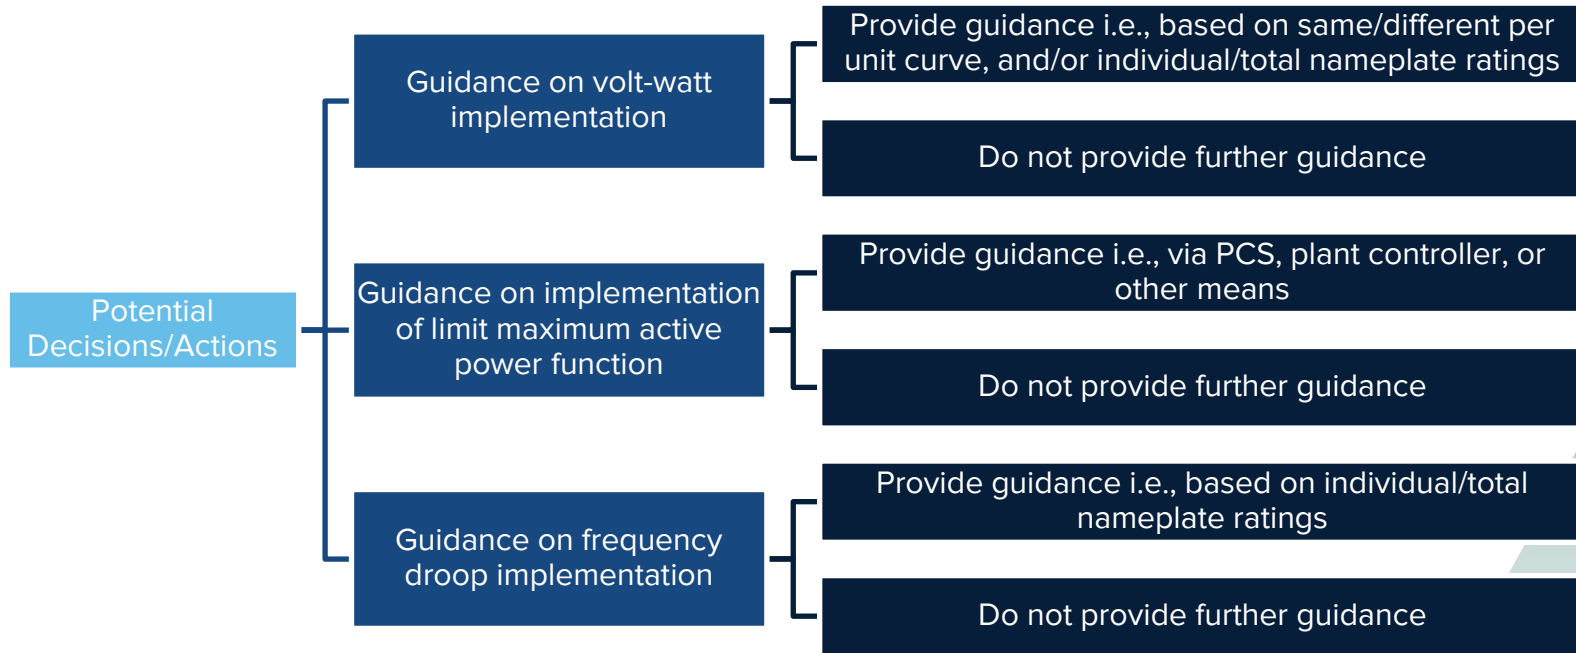 Potential
Decisions/Actions
Guidance on volt-watt
implementation
Provide guidance i.e., based on same/different per
unit curve, and/or individual/total nameplate ratings
Do not provide further guidance
Guidance on implementation
of limit maximum active
power function
Provide guidance i.e., via PCS, plant controller, or
other means
Do not provide further guidance
Guidance on frequency
droop implementation
Provide guidance i.e., based on individual/total
nameplate ratings
Do not provide further guidance